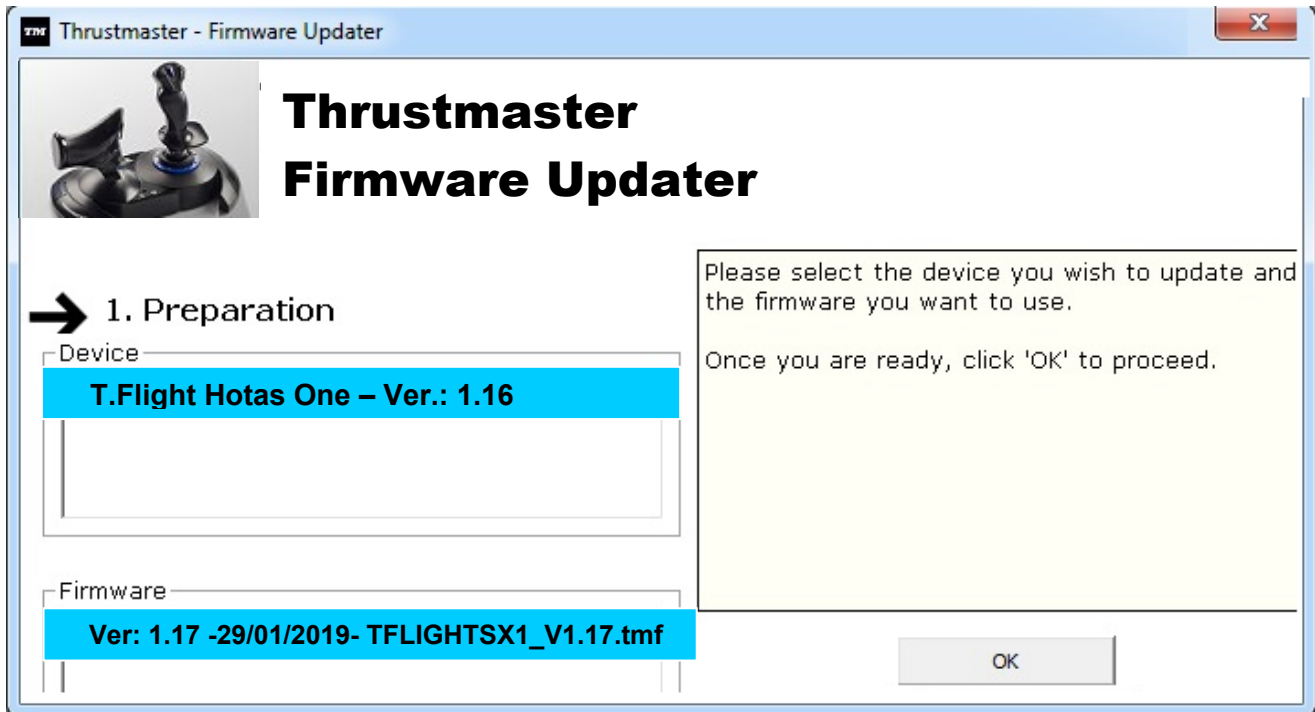 TM Thrustmaster - Firmware Updater
X
Thrustmaster
Firmware Updater
1. Preparation
Device
T.Flight Hotas One – Ver.: 1.16
Firmware
Ver: 1.17 -29/01/2019- TFLIGHTSX1_V1.17.tmf
Please select the device you wish to update and
the firmware you want to use.
Once you are ready, click 'OK' to proceed.
OK